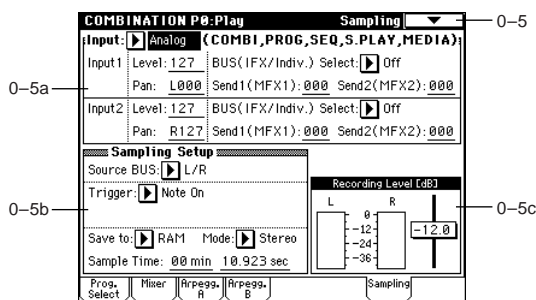 COMBINATION P0:Play Sampling
0–5
Input: Analog (COMBI,PROG,SEQ,S.PLAY,MEDIA):
Input1 Level: 127 BUS(IFX/Indiv.) Select: Off
0–5a
Pan: L000 Send1(MFX1): 000 Send2(MFX2): 000
Input2 Level: 127 BUS(IFX/Indiv.) Select: Off
Pan: R127 Send1(MFX1): 000 Send2(MFX2): 000
Sampling Setup
Source BUS: L/R
Trigger: Note On
0–5b
Save to: RAM Mode: Stereo
Sample Time: 00 min 10.923 sec
Recording Level [dB]
L R
0–5c
0
-12 -12.0
-24
-36
Prog. Select Mixer Arpegg. A Arpegg. B Sampling